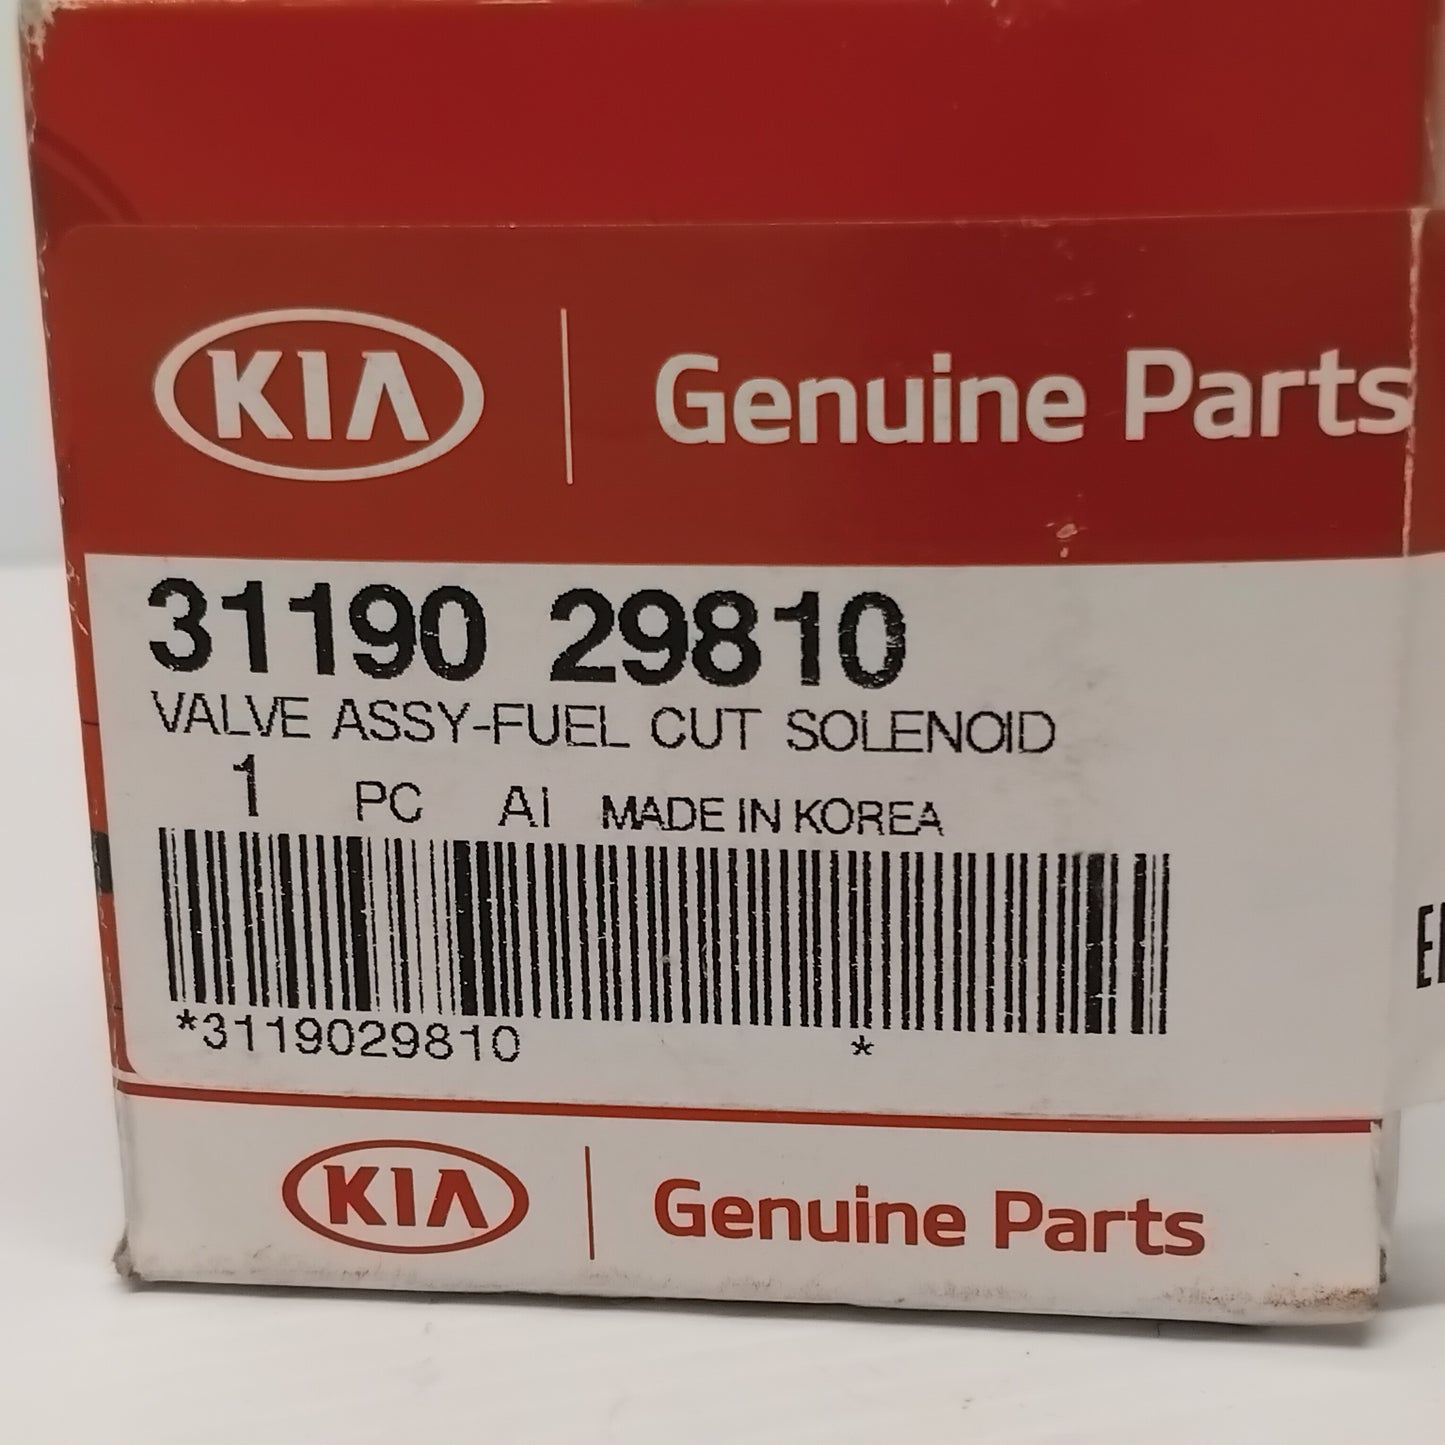 KIA Genuine Parts
31190 29810
VALVE ASSY-FUEL CUT SOLENOID
1 PC AI MADE IN KOREA
*3119029810 *
KIA Genuine Parts